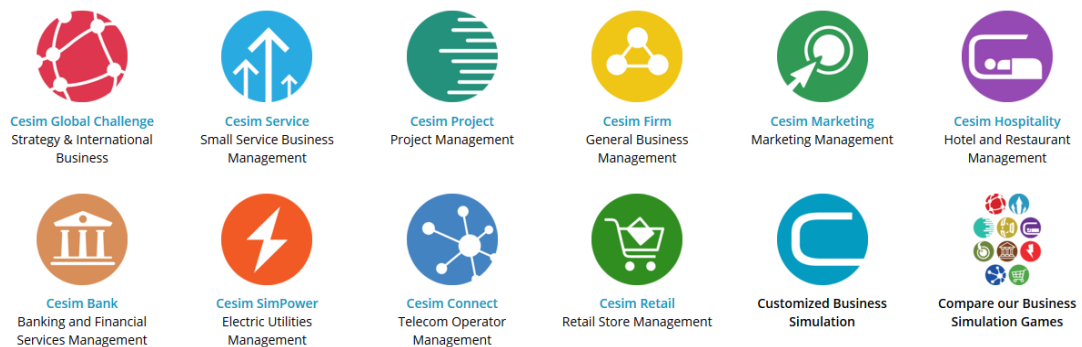 Cesim Global Challenge
Strategy & International
Business
Cesim Service
Small Service Business
Management
Cesim Project
Project Management
Cesim Firm
General Business
Management
Cesim Marketing
Marketing Management
Cesim Hospitality
Hotel and Restaurant
Management
Cesim Bank
Banking and Financial
Services Management
Cesim SimPower
Electric Utilities
Management
Cesim Connect
Telecom Operator
Management
Cesim Retail
Retail Store Management
Customized Business
Simulation
Compare our Business
Simulation Games